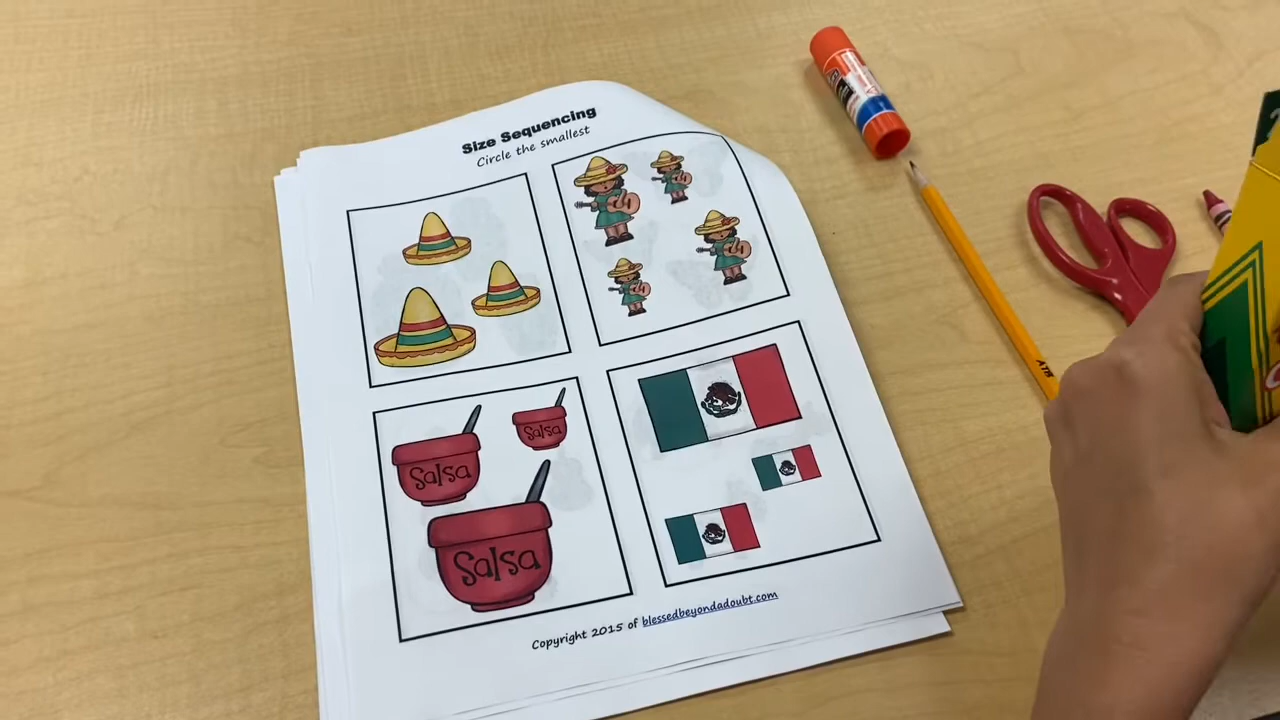 Size Sequencing
Circle the smallest
Salsa
Salsa
Salsa
Copyright 2015 of blessedbeyondadoubt.com